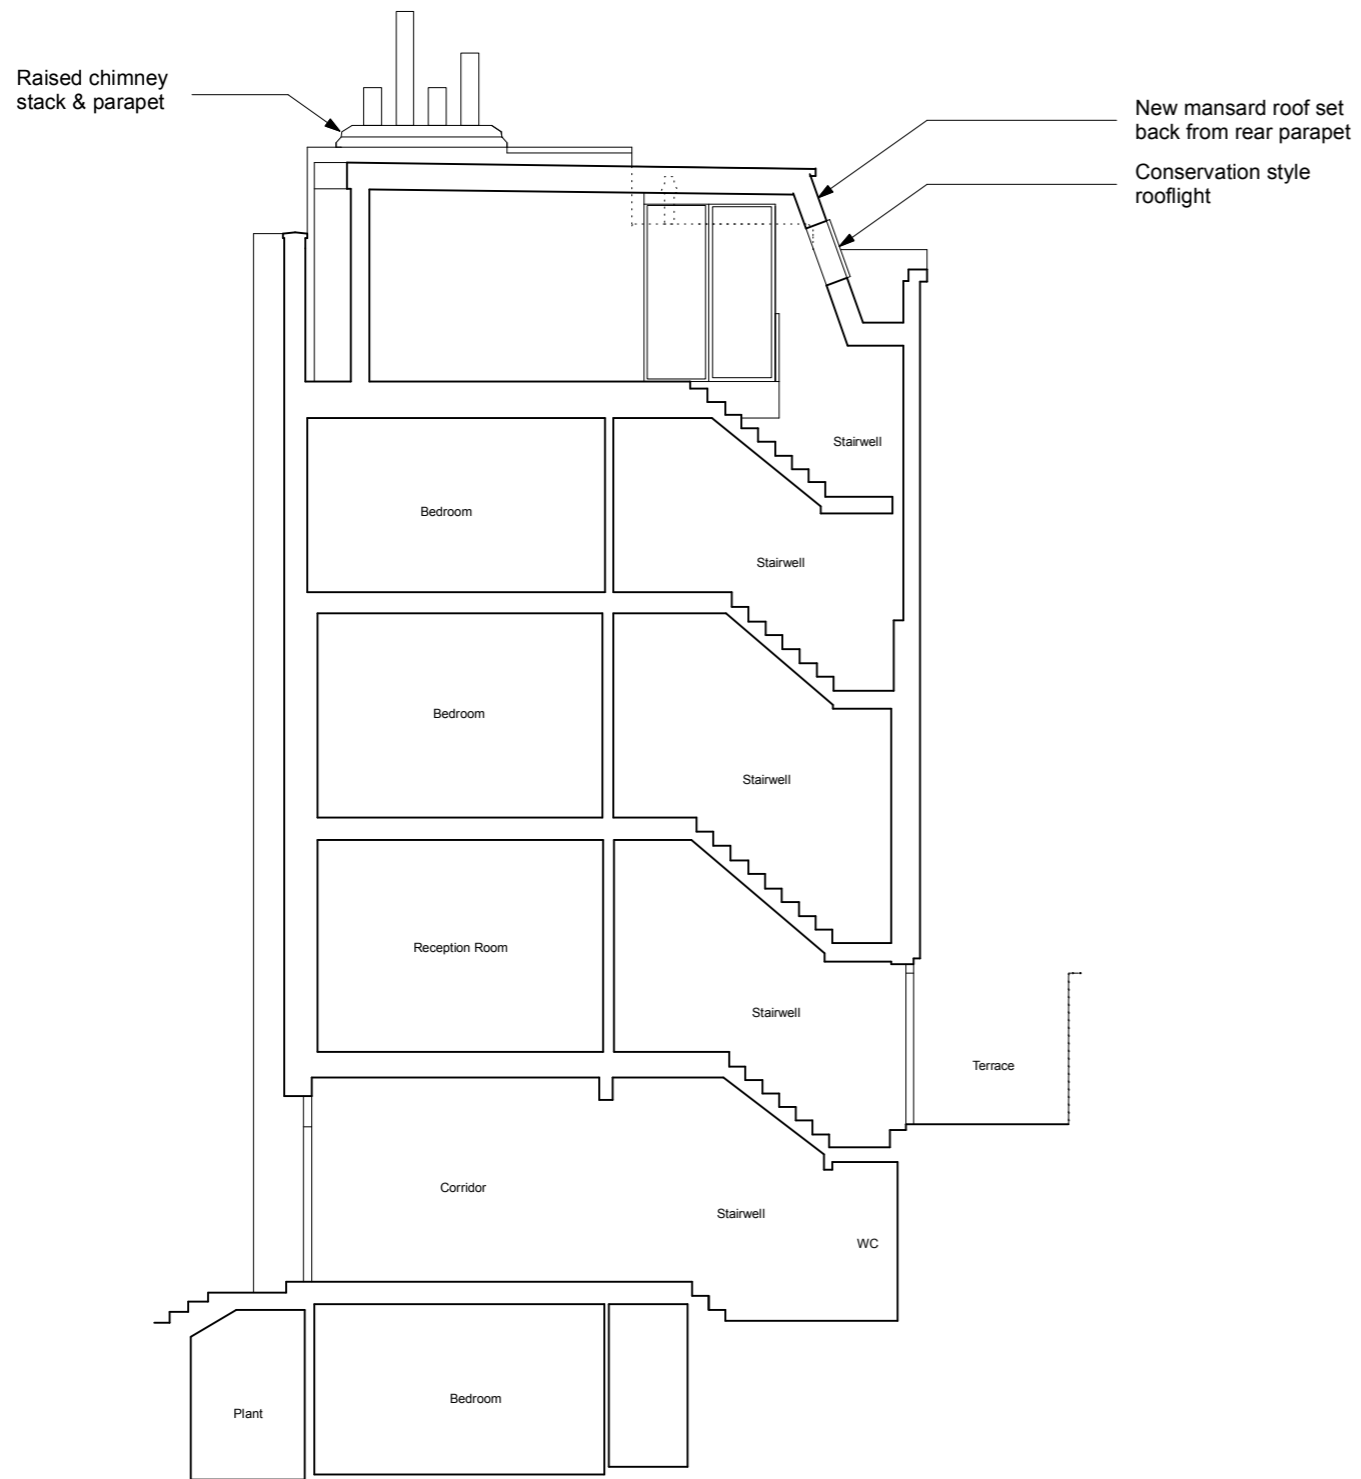 Raised chimney
stack & parapet
New mansard roof set
back from rear parapet
Conservation style
rooflight
Stairwell
Bedroom
Stairwell
Bedroom
Stairwell
Reception Room
Stairwell
Terrace
Corridor
Stairwell
WC
Bedroom
Plant